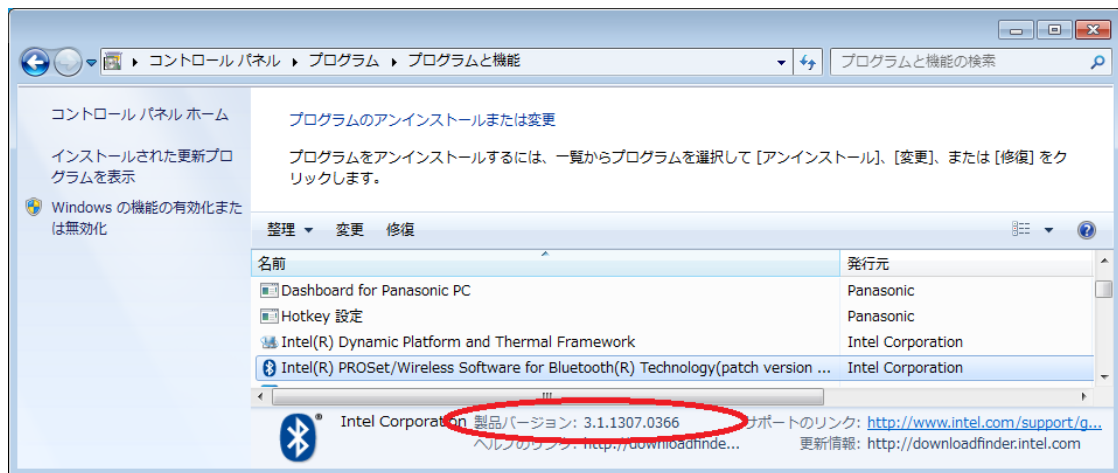 コントロール パネル プログラム プログラムと機能
プログラムと機能の検索
コントロール パネル ホーム
インストールされた更新プロ
グラムを表示
Windows の機能の有効化また
は無効化
プログラムのアンインストールまたは変更
プログラムをアンインストールするには、一覧からプログラムを選択して [アンインストール]、[変更]、または [修復] をク
リックします。
整理 変更 修復
名前 発行元
Dashboard for Panasonic PC Panasonic
Hotkey 設定 Panasonic
Intel(R) Dynamic Platform and Thermal Framework Intel Corporation
Intel(R) PROSet/Wireless Software for Bluetooth(R) Technology(patch version ... Intel Corporation
Intel Corporation 製品バージョン: 3.1.1307.0366 サポートのリンク: http://www.intel.com/support/g...
ヘルプのリンク: http://downloadfinde... 更新情報: http://downloadfinder.intel.com